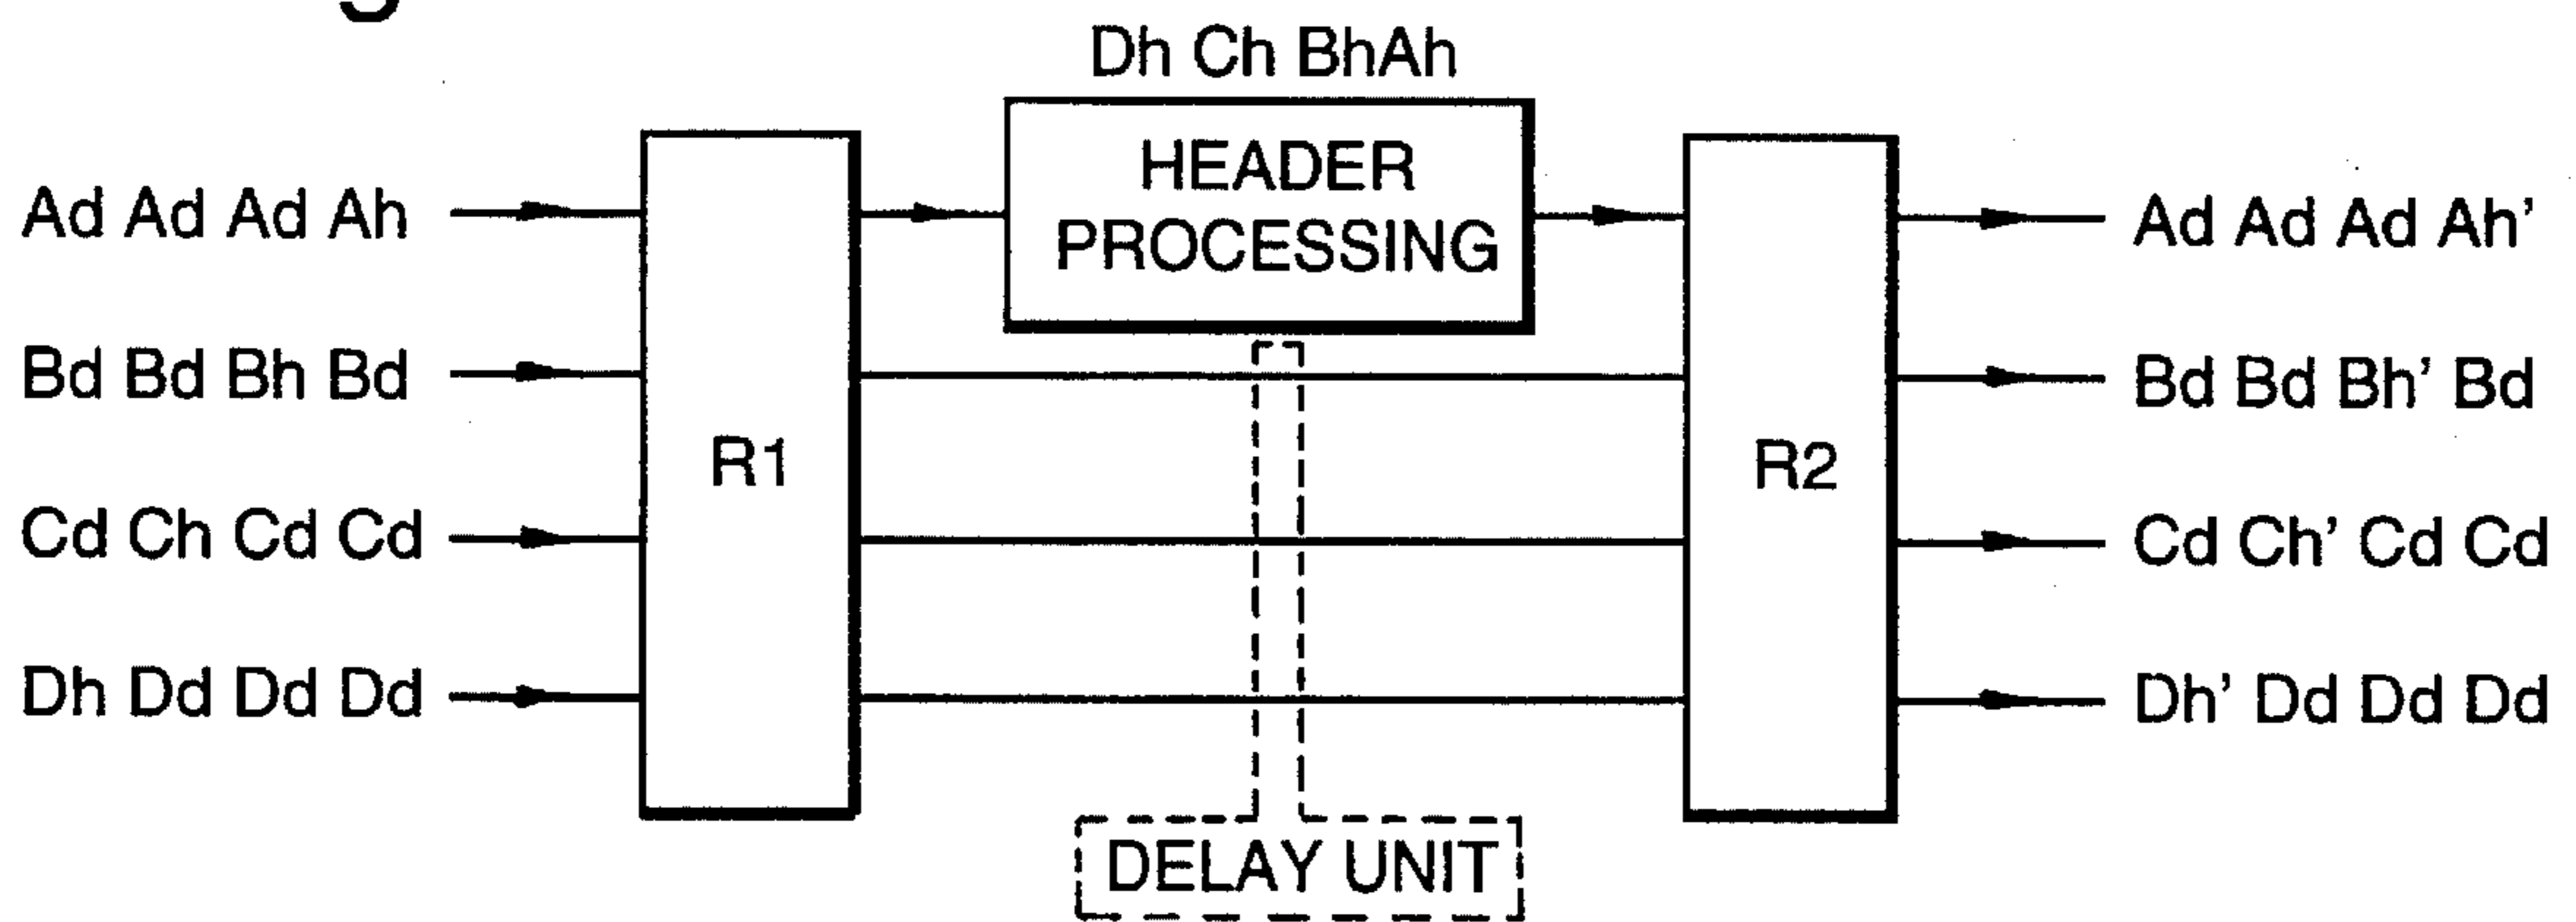 Dh Ch BhAh
HEADER
PROCESSING
Ad Ad Ad Ah
Ad Ad Ad Ah’
Bd Bd Bh Bd
Bd Bd Bh’ Bd
R1
R2
Cd Ch Cd Cd
Cd Ch’ Cd Cd
Dh Dd Dd Dd
Dh’ Dd Dd Dd
DELAY UNIT